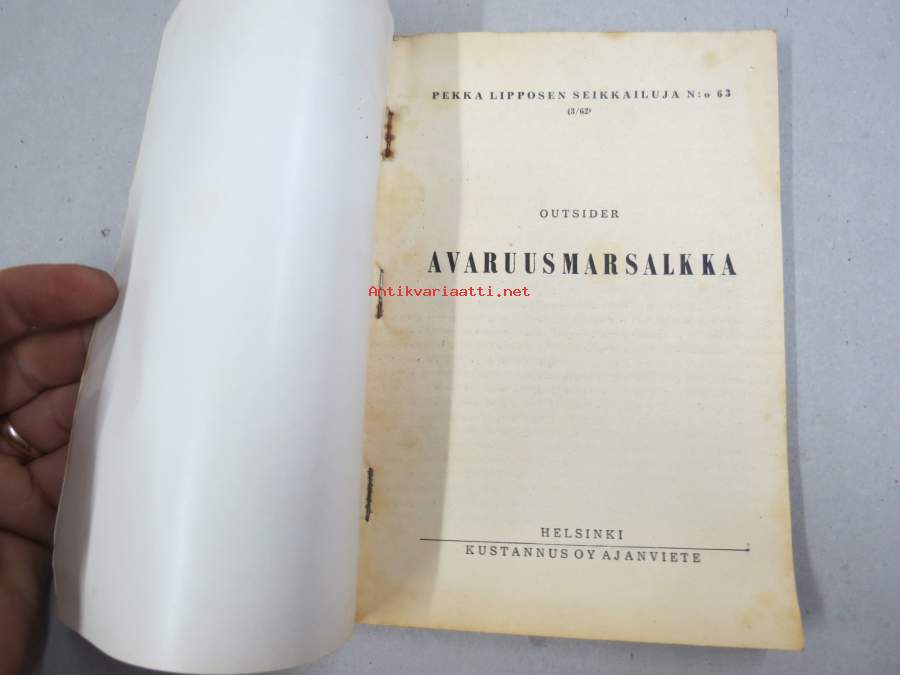 PEKKA LIPPOSEN SEIKKAILUJA N:o 63
(3/62)
OUTSIDER
AVARUUSMARSALKKA
Antikvariaatti.net
HELSINKI
KUSTANNUS OY AJANVIETE